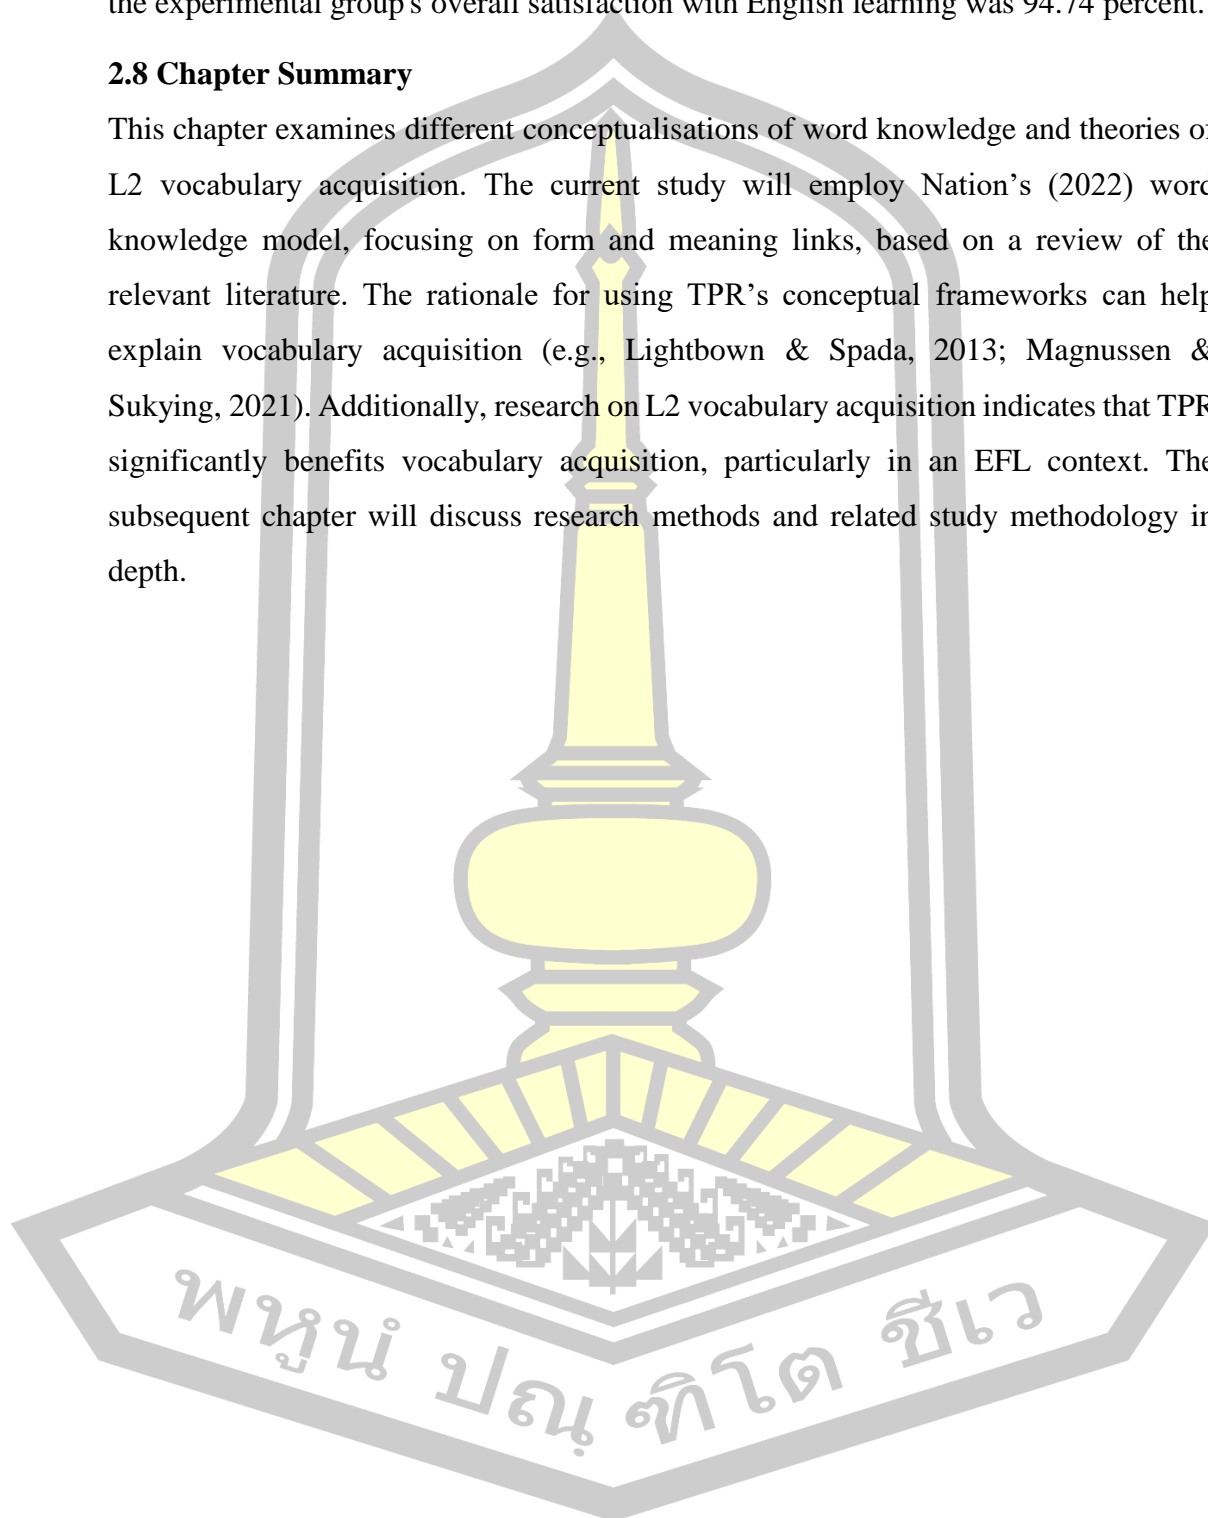 the experimental group's overall satisfaction with English learning was 94.74 percent.
2.8 Chapter Summary
This chapter examines different conceptualisations of word knowledge and theories of
L2 vocabulary acquisition. The current study will employ Nation’s (2022) word
knowledge model, focusing on form and meaning links, based on a review of the
relevant literature. The rationale for using TPR’s conceptual frameworks can help
explain vocabulary acquisition (e.g., Lightbown & Spada, 2013; Magnussen &
Sukying, 2021). Additionally, research on L2 vocabulary acquisition indicates that TPR
significantly benefits vocabulary acquisition, particularly in an EFL context. The
subsequent chapter will discuss research methods and related study methodology in
depth.
พหูนํ ปณฺฑิโต ชีเว